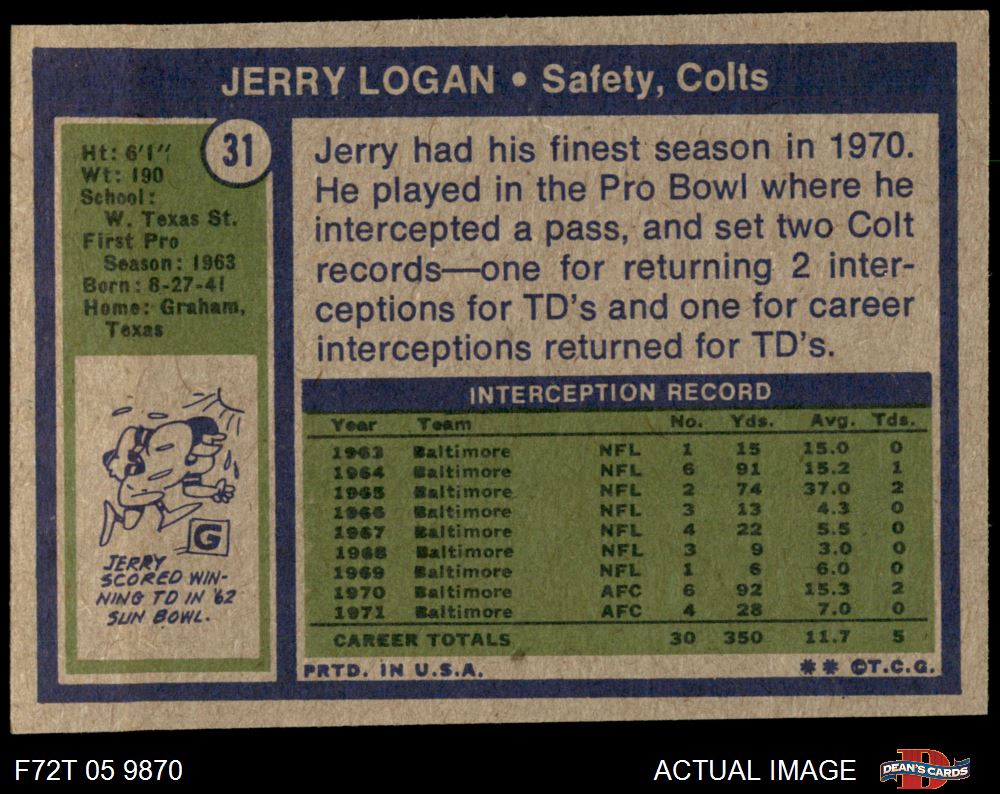 JERRY LOGAN • Safety, Colts
31
Ht: 6'1"
Wt: 190
School:
W. Texas St.
First Pro
Season: 1963
Born: 8-27-41
Home: Graham,
Texas
G
JERRY
SCORED WIN-
NING TD IN '62
SUN BOWL.
Jerry had his finest season in 1970.
He played in the Pro Bowl where he
intercepted a pass, and set two Colt
records—one for returning 2 inter-
ceptions for TD's and one for career
interceptions returned for TD's.
INTERCEPTION RECORD
Year Team No. Yds. Avg. Tds.
1963 Baltimore NFL 1 15 15.0 0
1964 Baltimore NFL 6 91 15.2 1
1965 Baltimore NFL 2 74 37.0 2
1966 Baltimore NFL 3 13 4.3 0
1967 Baltimore NFL 4 22 5.5 0
1968 Baltimore NFL 3 9 3.0 0
1969 Baltimore NFL 1 6 6.0 0
1970 Baltimore AFC 6 92 15.3 2
1971 Baltimore AFC 4 28 7.0 0
CAREER TOTALS 30 350 11.7 5
PRTD. IN U.S.A. ** ©T.C.G.
F72T 05 9870 ACTUAL IMAGE D DEAN'S CARDS